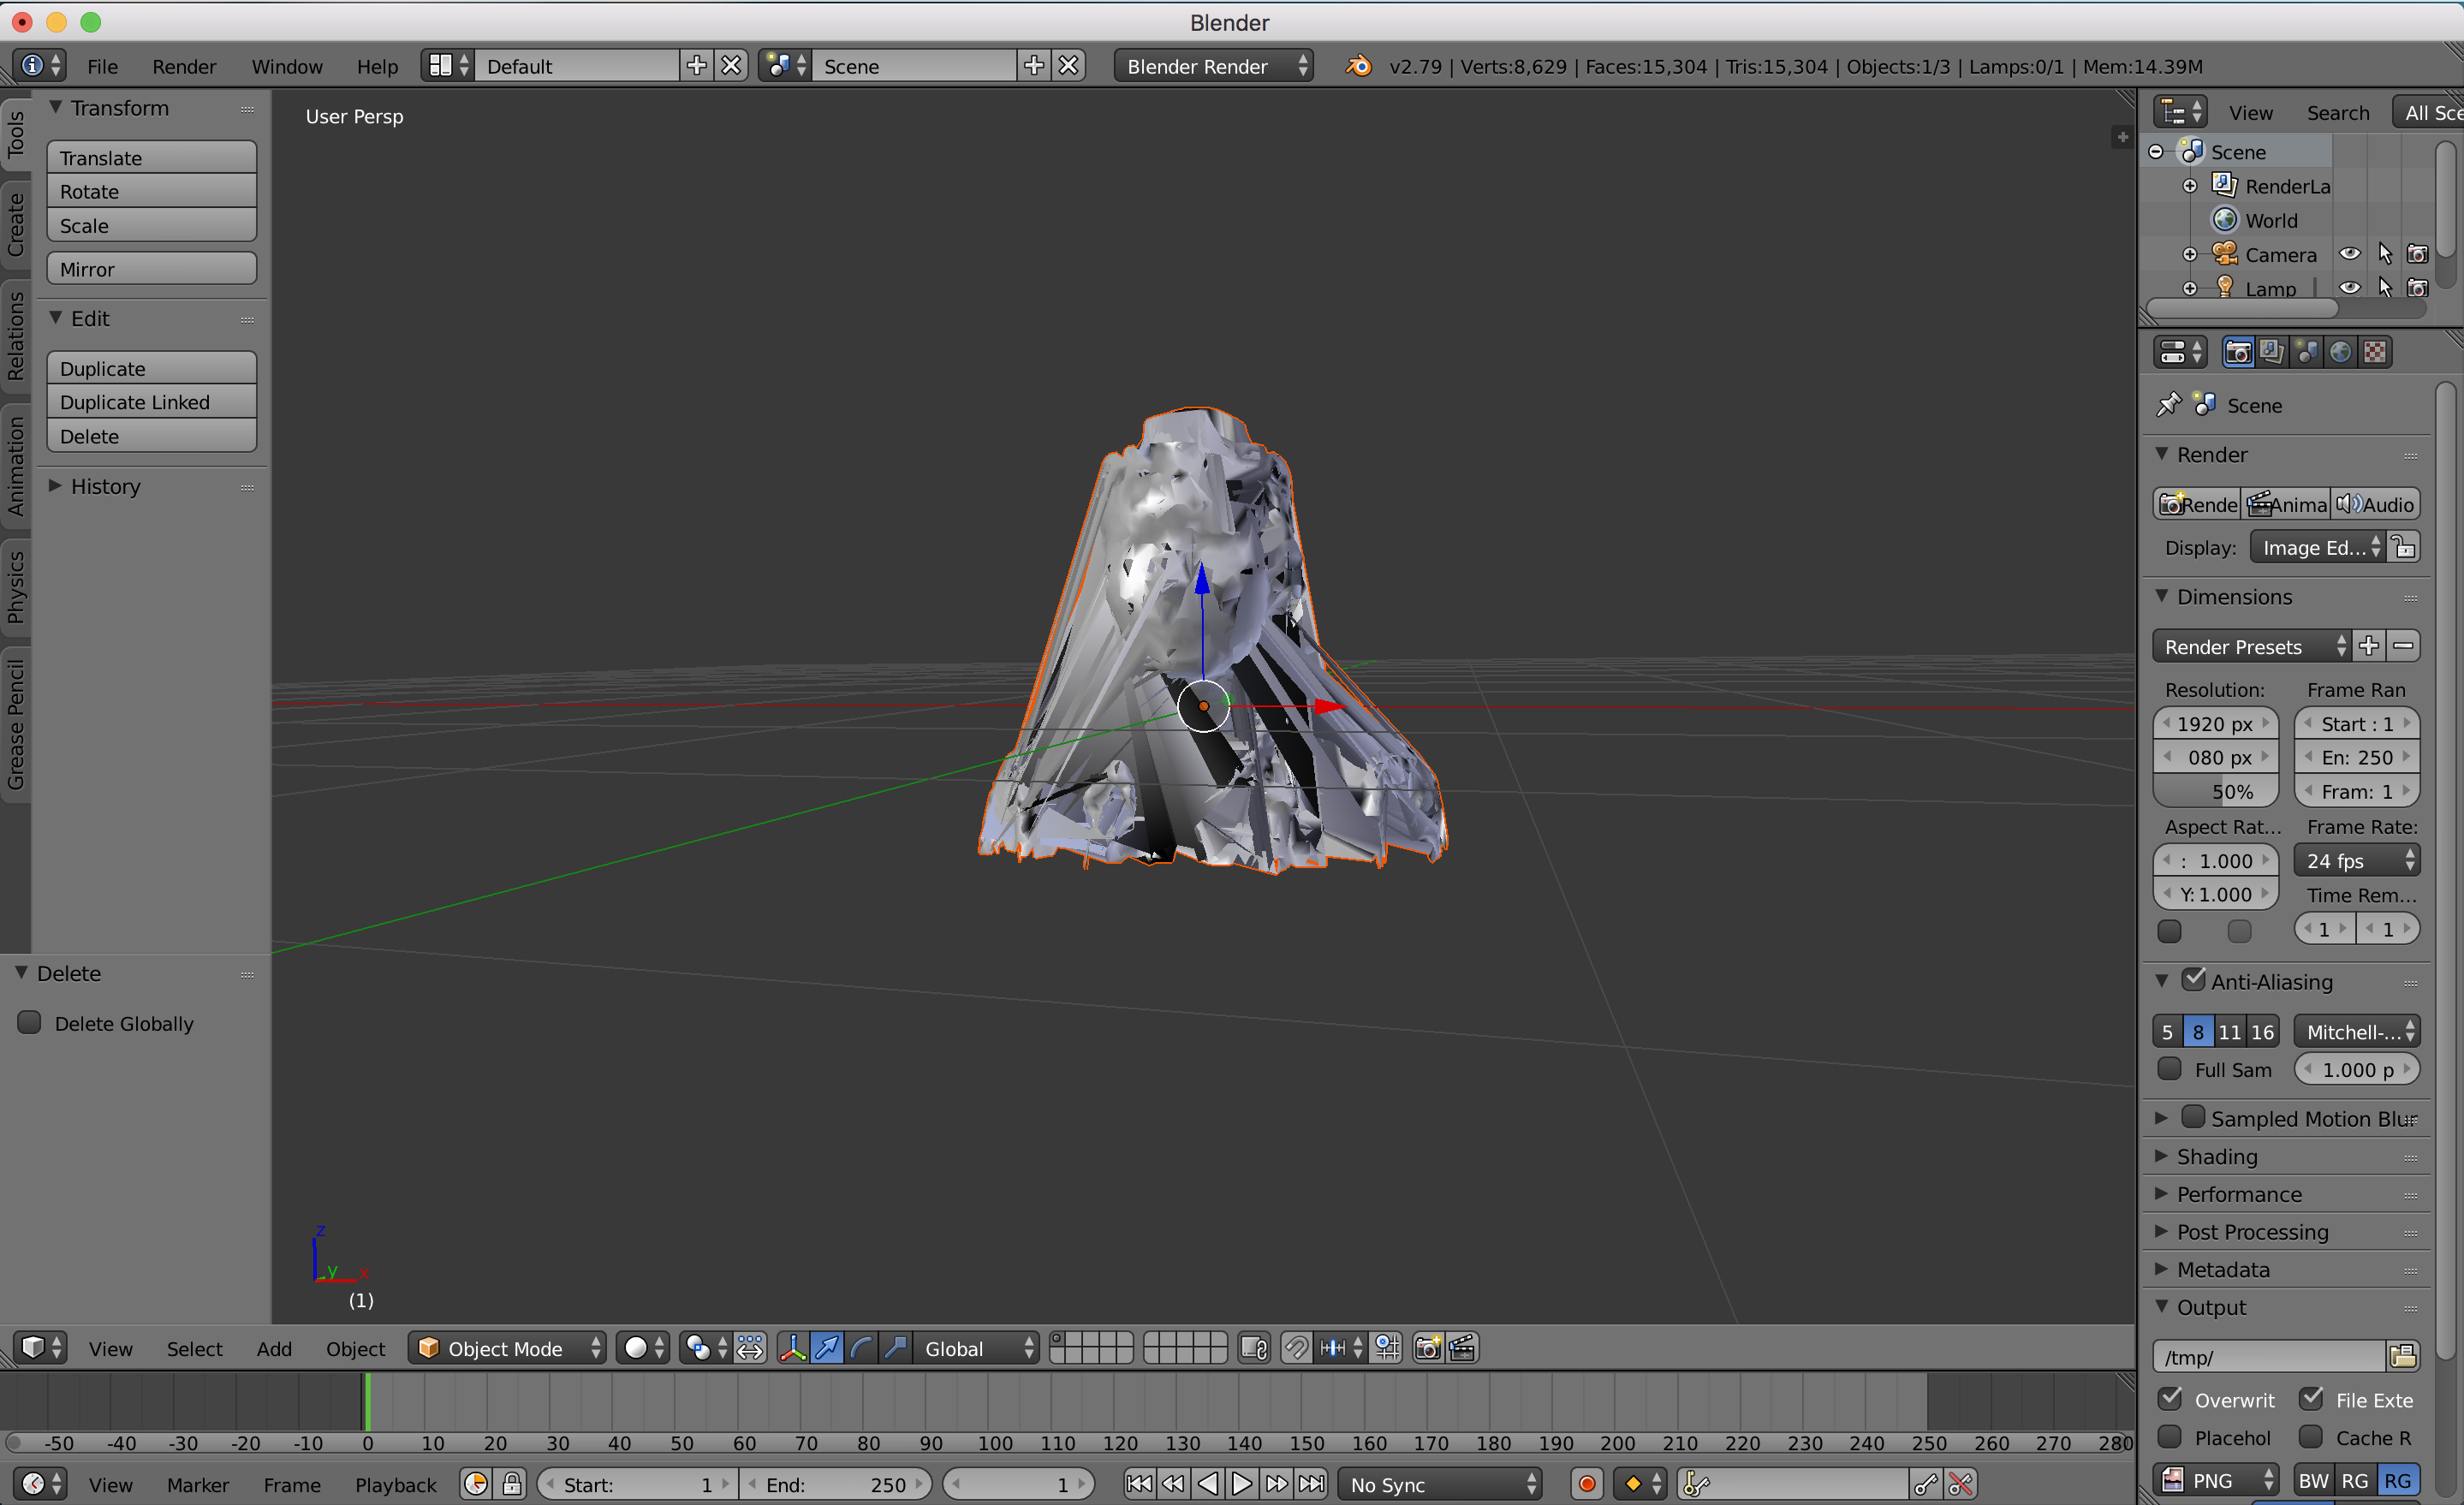 Blender
File Render Window Help Default Scene Blender Render v2.79 | Verts:8,629 | Faces:15,304 | Tris:15,304 | Objects:1/3 | Lamps:0/1 | Mem:14.39M
Tools
Create
Relations
Animation
Physics
Grease Pencil
Transform
Translate
Rotate
Scale
Mirror
Edit
Duplicate
Duplicate Linked
Delete
History
Delete
Delete Globally
User Persp
z
y x
(1)
View Search All Sce
Scene
RenderLa
World
Camera
Lamp
Scene
Render
Rende Anima Audio
Display: Image Ed...
Dimensions
Render Presets
Resolution: Frame Ran
1920 px Start : 1
080 px En: 250
50% Fram: 1
Aspect Rat... Frame Rate:
: 1.000 24 fps
Y: 1.000 Time Rem...
1 1
Anti-Aliasing
5 8 11 16 Mitchell-...
Full Sam 1.000 p
Sampled Motion Blur
Shading
Performance
Post Processing
Metadata
Output
/tmp/
Overwrit File Exte
Placehol Cache R
PNG BW RG RG
View Select Add Object Object Mode Global
-50 -40 -30 -20 -10 0 10 20 30 40 50 60 70 80 90 100 110 120 130 140 150 160 170 180 190 200 210 220 230 240 250 260 270 280
View Marker Frame Playback Start: 1 End: 250 1 No Sync